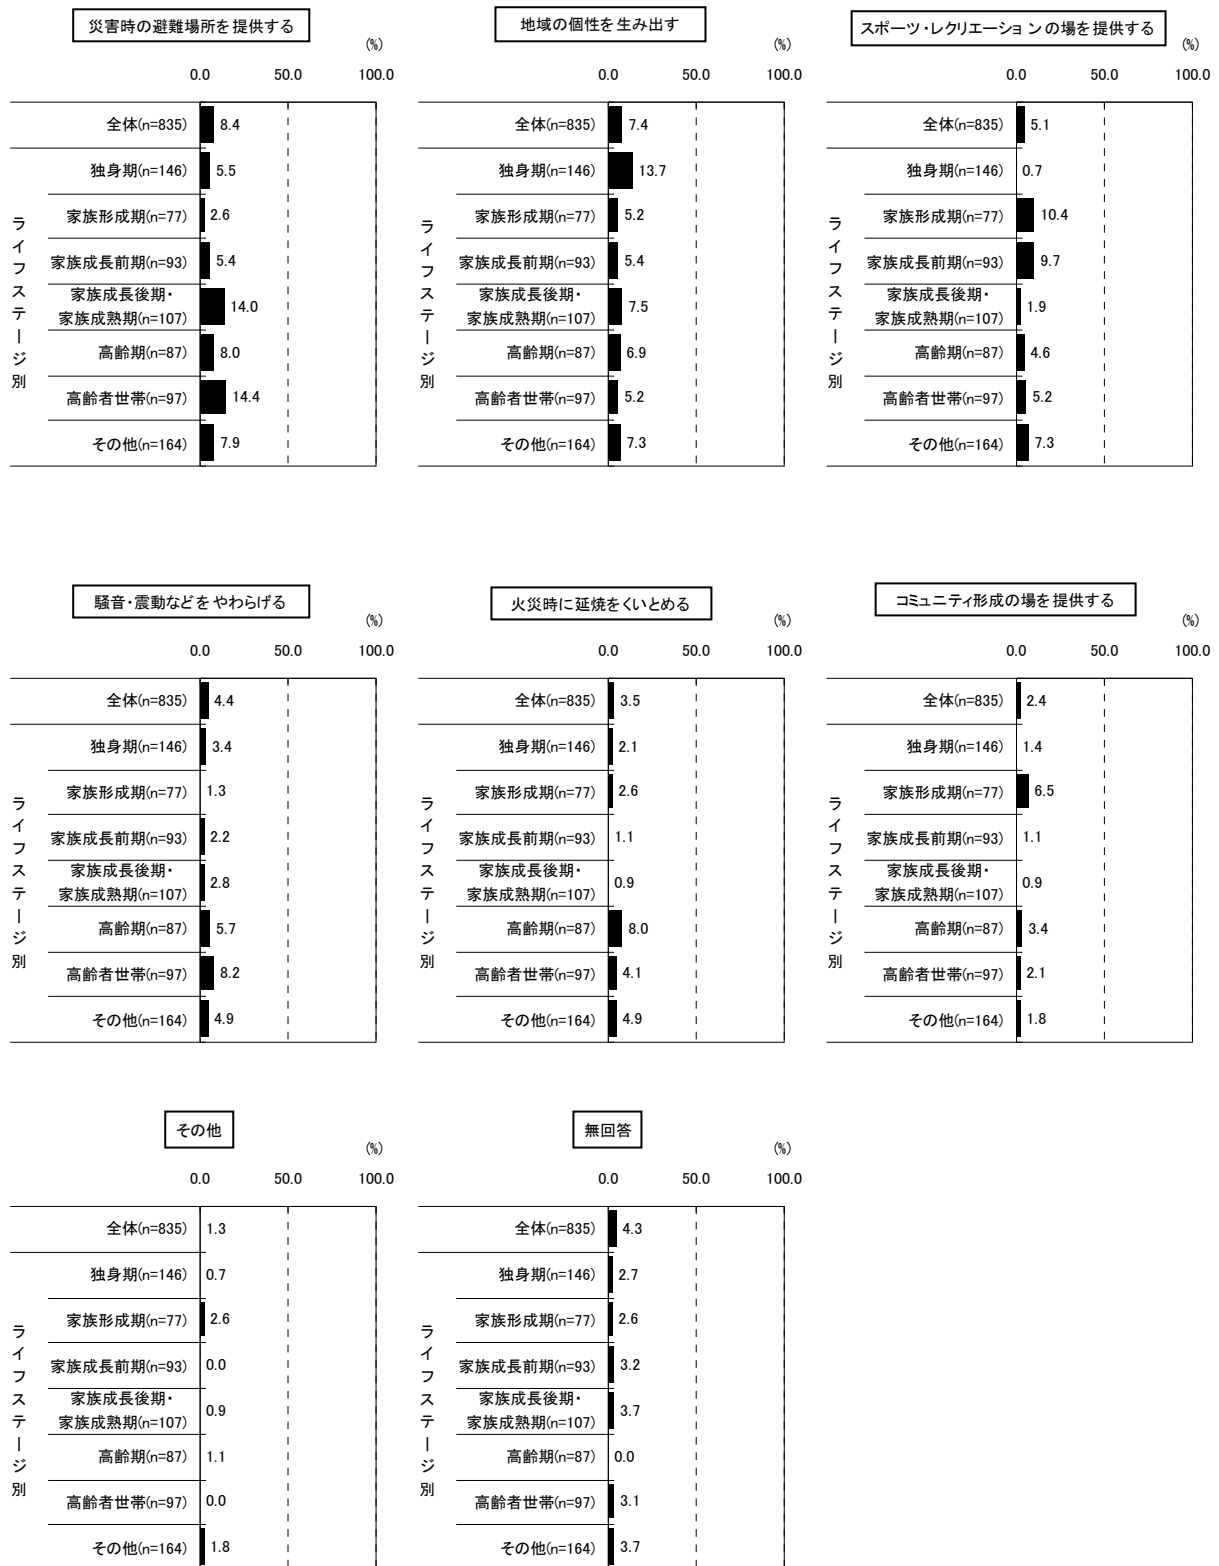 災害時の避難場所を提供する
(%)
0.0 50.0 100.0
全体(n=835) 8.4
ライフステージ別
独身期(n=146) 5.5
家族形成期(n=77) 2.6
家族成長前期(n=93) 5.4
家族成長後期・
家族成熟期(n=107) 14.0
高齢期(n=87) 8.0
高齢者世帯(n=97) 14.4
その他(n=164) 7.9
地域の個性を生み出す
(%)
0.0 50.0 100.0
全体(n=835) 7.4
ライフステージ別
独身期(n=146) 13.7
家族形成期(n=77) 5.2
家族成長前期(n=93) 5.4
家族成長後期・
家族成熟期(n=107) 7.5
高齢期(n=87) 6.9
高齢者世帯(n=97) 5.2
その他(n=164) 7.3
スポーツ・レクリエーションの場を提供する
(%)
0.0 50.0 100.0
全体(n=835) 5.1
ライフステージ別
独身期(n=146) 0.7
家族形成期(n=77) 10.4
家族成長前期(n=93) 9.7
家族成長後期・
家族成熟期(n=107) 1.9
高齢期(n=87) 4.6
高齢者世帯(n=97) 5.2
その他(n=164) 7.3
騒音・震動などをやわらげる
(%)
0.0 50.0 100.0
全体(n=835) 4.4
ライフステージ別
独身期(n=146) 3.4
家族形成期(n=77) 1.3
家族成長前期(n=93) 2.2
家族成長後期・
家族成熟期(n=107) 2.8
高齢期(n=87) 5.7
高齢者世帯(n=97) 8.2
その他(n=164) 4.9
火災時に延焼をくいとめる
(%)
0.0 50.0 100.0
全体(n=835) 3.5
ライフステージ別
独身期(n=146) 2.1
家族形成期(n=77) 2.6
家族成長前期(n=93) 1.1
家族成長後期・
家族成熟期(n=107) 0.9
高齢期(n=87) 8.0
高齢者世帯(n=97) 4.1
その他(n=164) 4.9
コミュニティ形成の場を提供する
(%)
0.0 50.0 100.0
全体(n=835) 2.4
ライフステージ別
独身期(n=146) 1.4
家族形成期(n=77) 6.5
家族成長前期(n=93) 1.1
家族成長後期・
家族成熟期(n=107) 0.9
高齢期(n=87) 3.4
高齢者世帯(n=97) 2.1
その他(n=164) 1.8
その他
(%)
0.0 50.0 100.0
全体(n=835) 1.3
ライフステージ別
独身期(n=146) 0.7
家族形成期(n=77) 2.6
家族成長前期(n=93) 0.0
家族成長後期・
家族成熟期(n=107) 0.9
高齢期(n=87) 1.1
高齢者世帯(n=97) 0.0
その他(n=164) 1.8
無回答
(%)
0.0 50.0 100.0
全体(n=835) 4.3
ライフステージ別
独身期(n=146) 2.7
家族形成期(n=77) 2.6
家族成長前期(n=93) 3.2
家族成長後期・
家族成熟期(n=107) 3.7
高齢期(n=87) 0.0
高齢者世帯(n=97) 3.1
その他(n=164) 3.7